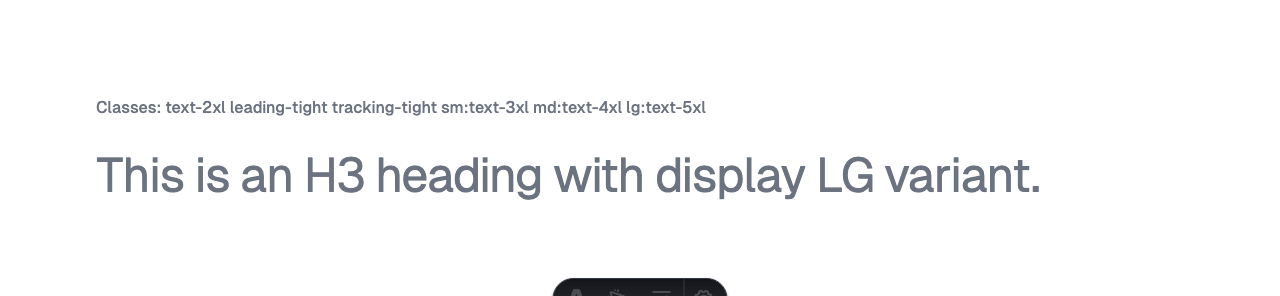 Classes: text-2xl leading-tight tracking-tight sm:text-3xl md:text-4xl lg:text-5xl
This is an H3 heading with display LG variant.